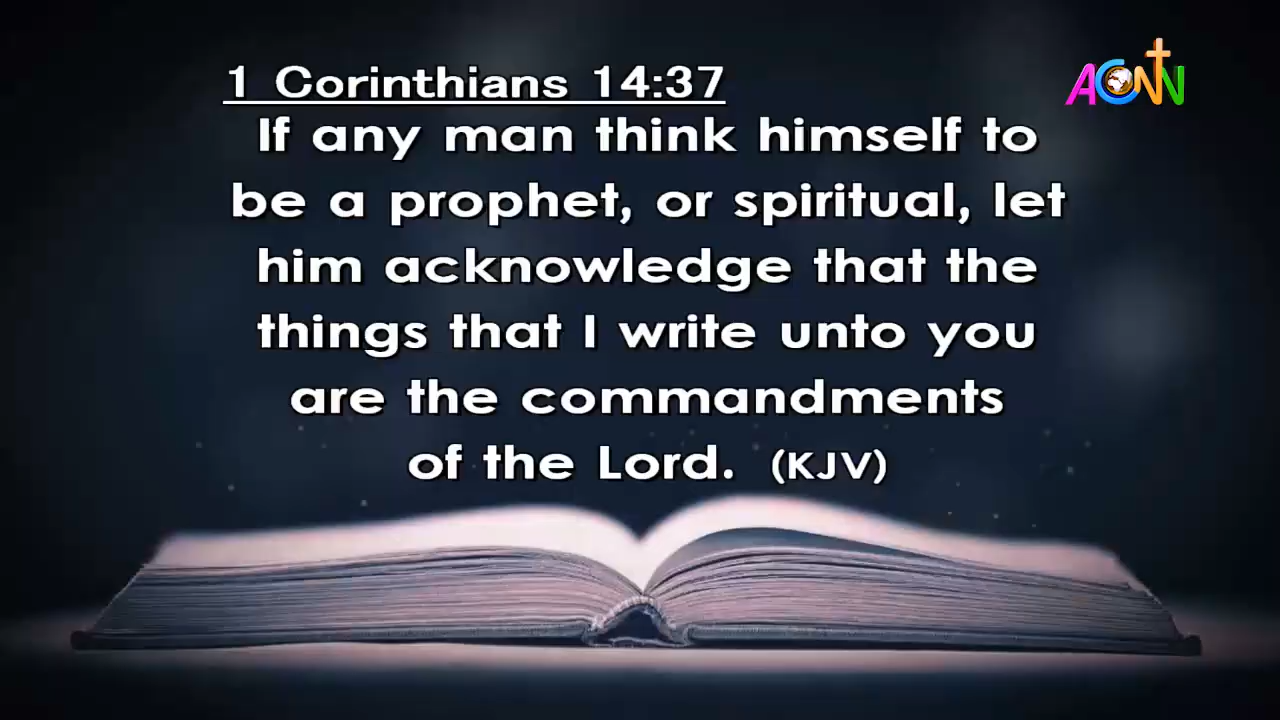 1 Corinthians 14:37
ACNN
If any man think himself to
be a prophet, or spiritual, let
him acknowledge that the
things that I write unto you
are the commandments
of the Lord. (KJV)